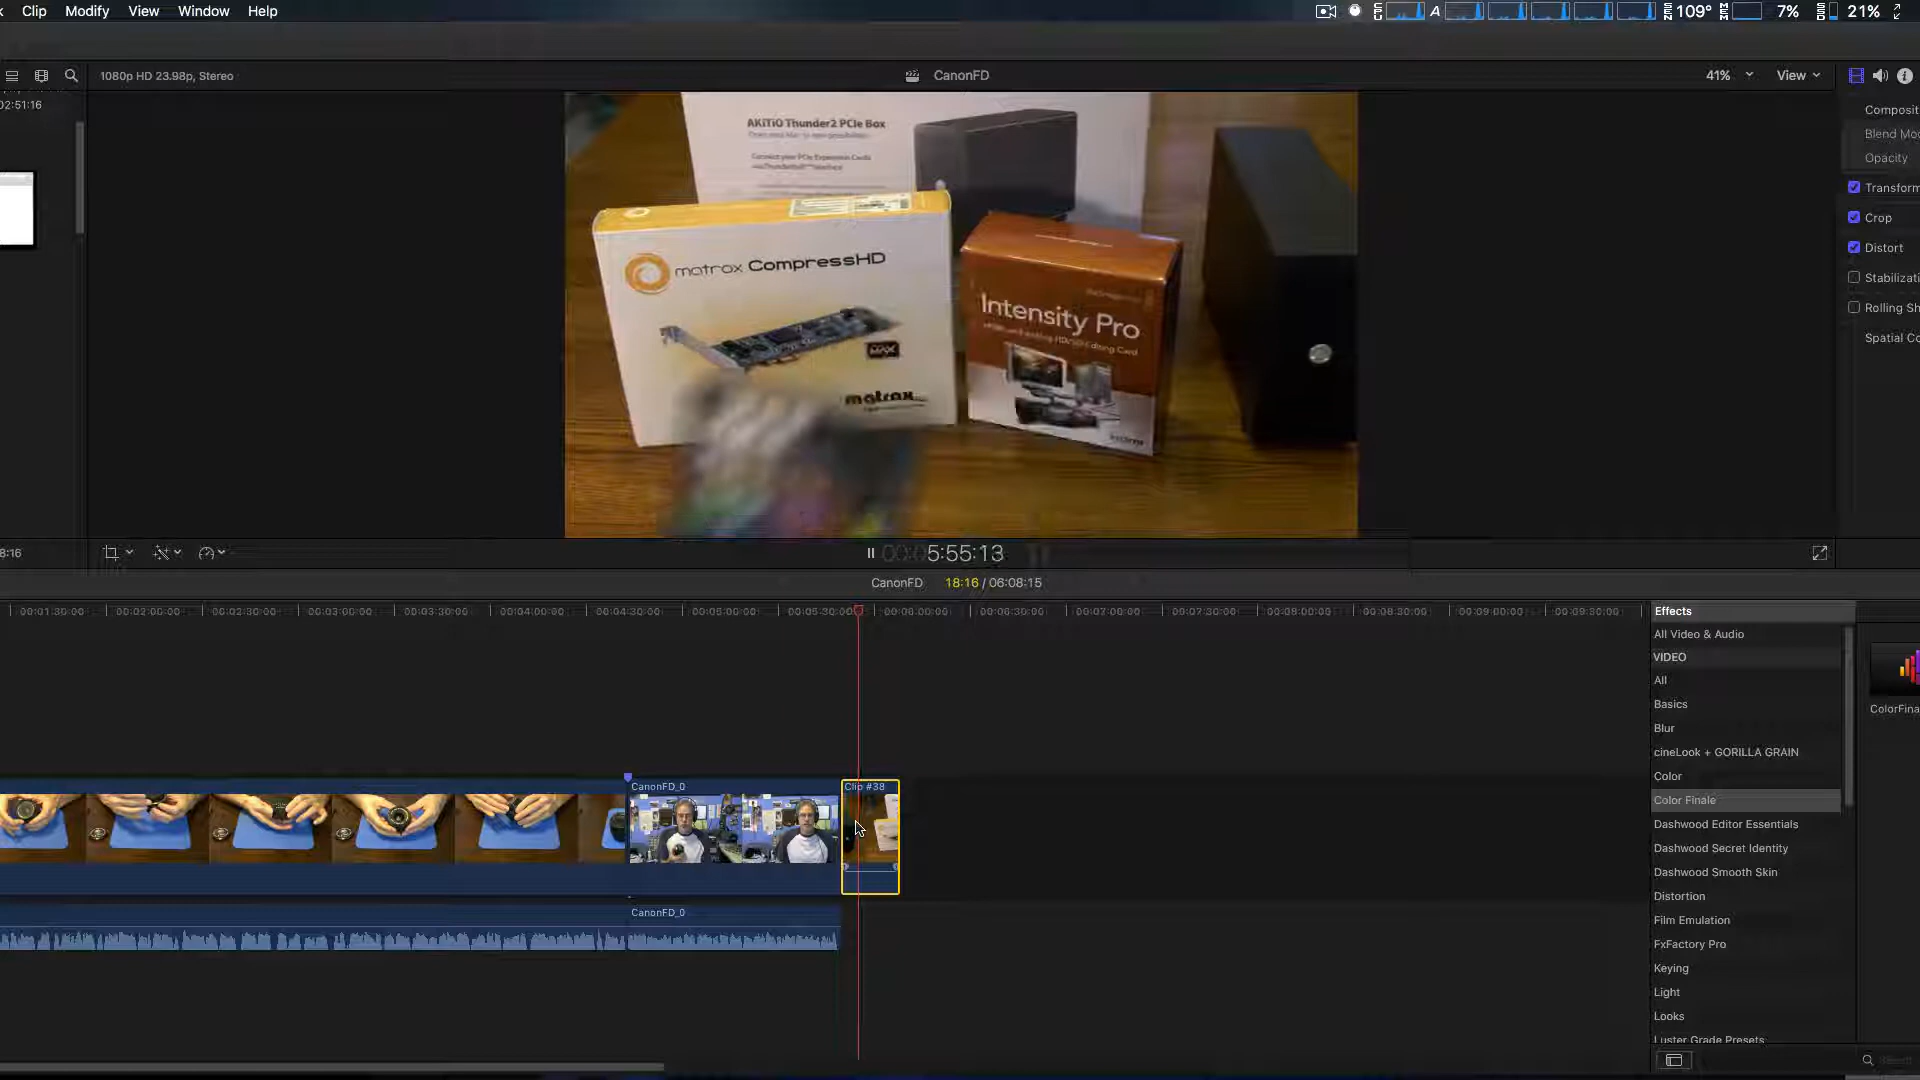 Clip Modify View Window Help
109° 7% 21%
1080p HD 23.98p, Stereo
CanonFD
41% View
02:51:16
Composit
Blend Mo
Opacity
Transform
Crop
Distort
Stabilizati
Rolling Sh
Spatial Co
AKiTiO Thunder2 PCIe Box
Connect your PCIe Expansion Cards
matrox CompressHD
MAX
matrox
Intensity Pro
8:16
00:00:5:55:13
CanonFD 18:16 / 06:08:15
00:01:30:00 00:02:00:00 00:02:30:00 00:03:00:00 00:03:30:00 00:04:00:00 00:04:30:00 00:05:00:00 00:05:30:00 00:06:00:00 00:06:30:00 00:07:00:00 00:07:30:00 00:08:00:00 00:08:30:00 00:09:00:00 00:09:30:00
Effects
All Video & Audio
VIDEO
All
Basics
Blur
cineLook + GORILLA GRAIN
Color
Color Finale
Dashwood Editor Essentials
Dashwood Secret Identity
Dashwood Smooth Skin
Distortion
Film Emulation
FxFactory Pro
Keying
Light
Looks
Luster Grade Presets
ColorFina
CanonFD_0
Clip #38
CanonFD_0